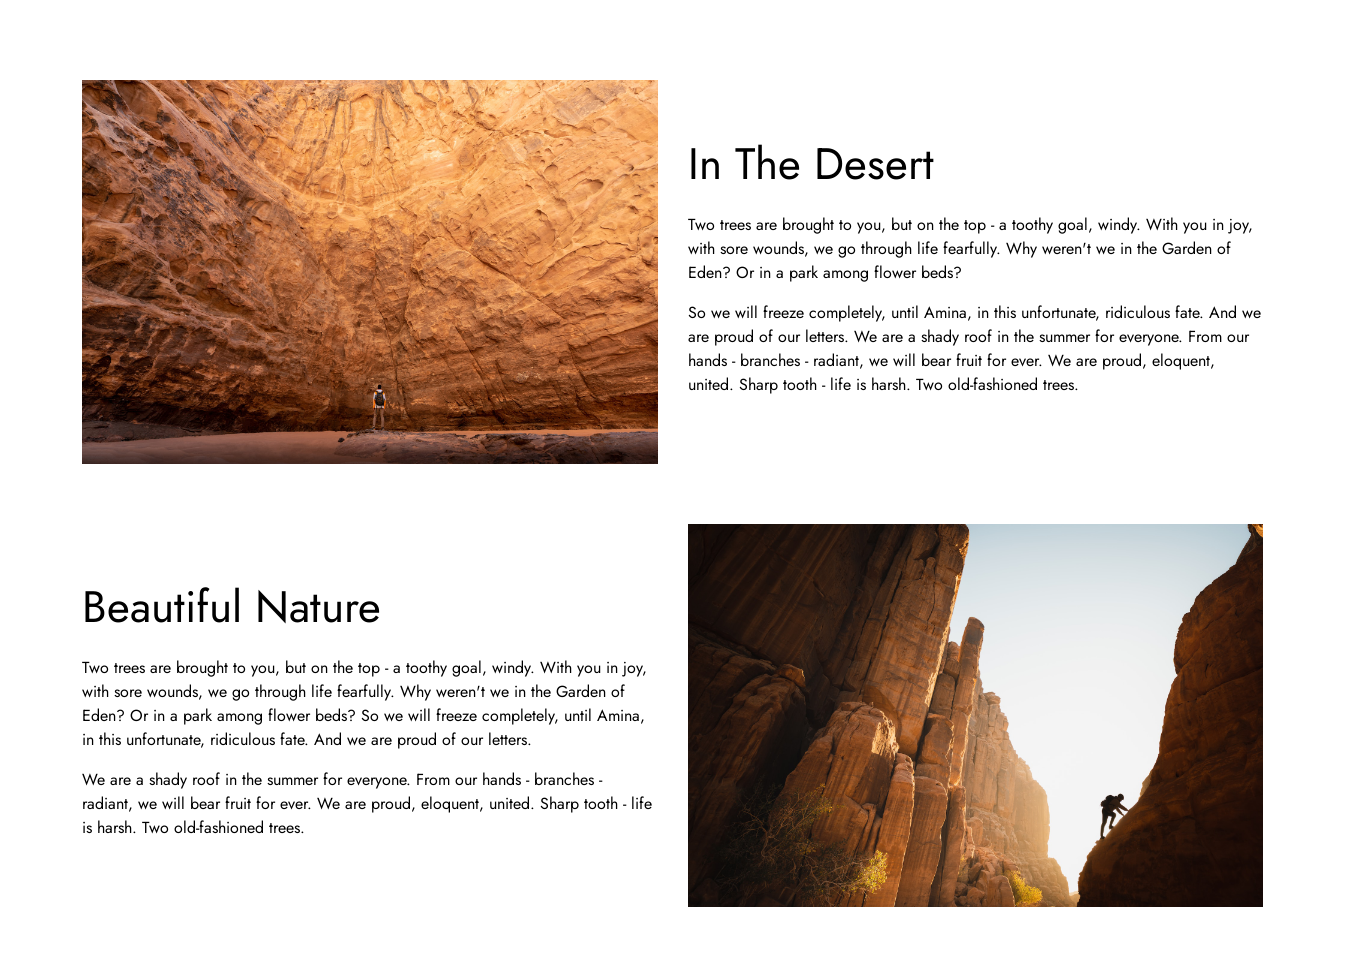 In The Desert
Two trees are brought to you, but on the top - a toothy goal, windy. With you in joy,
with sore wounds, we go through life fearfully. Why weren't we in the Garden of
Eden? Or in a park among flower beds?
So we will freeze completely, until Amina, in this unfortunate, ridiculous fate. And we
are proud of our letters. We are a shady roof in the summer for everyone. From our
hands - branches - radiant, we will bear fruit for ever. We are proud, eloquent,
united. Sharp tooth - life is harsh. Two old-fashioned trees.
Beautiful Nature
Two trees are brought to you, but on the top - a toothy goal, windy. With you in joy,
with sore wounds, we go through life fearfully. Why weren't we in the Garden of
Eden? Or in a park among flower beds? So we will freeze completely, until Amina,
in this unfortunate, ridiculous fate. And we are proud of our letters.
We are a shady roof in the summer for everyone. From our hands - branches -
radiant, we will bear fruit for ever. We are proud, eloquent, united. Sharp tooth - life
is harsh. Two old-fashioned trees.